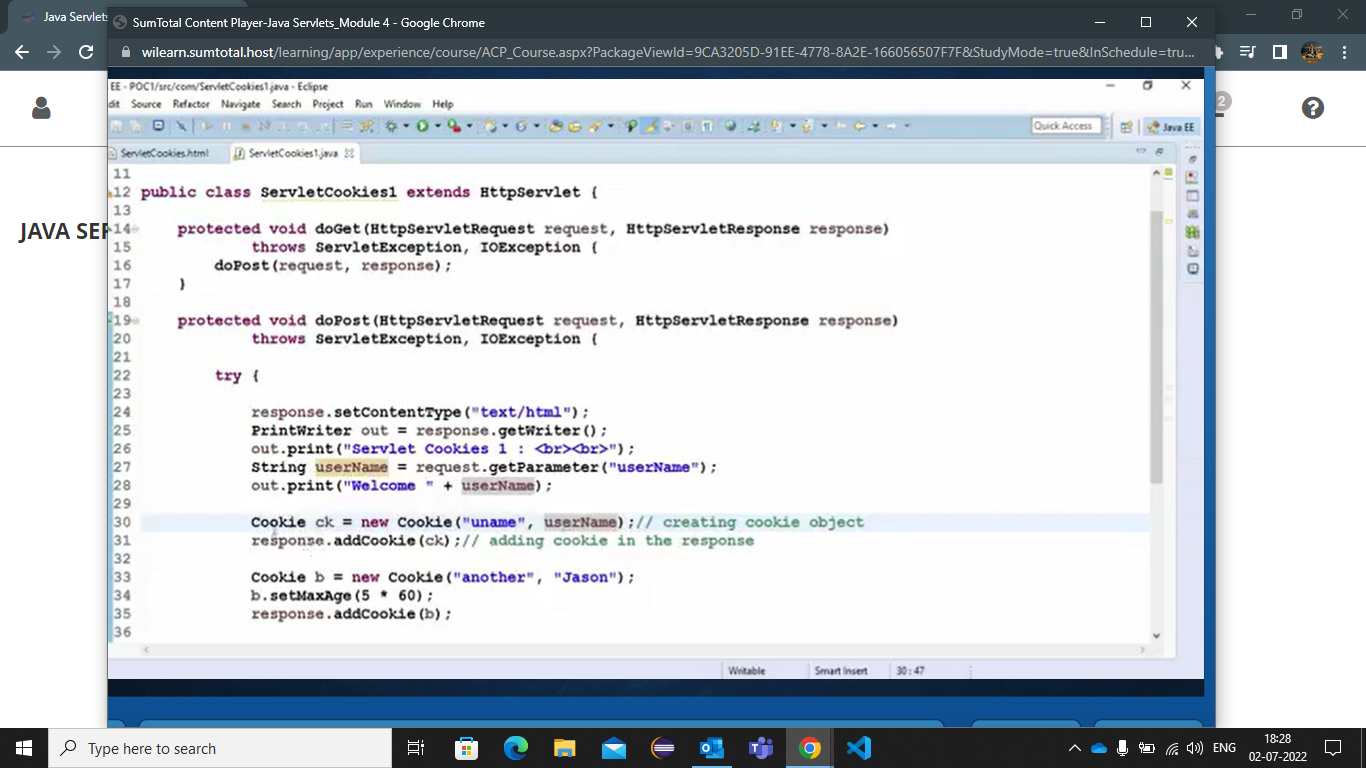 Java Servlets
SumTotal Content Player-Java Servlets_Module 4 - Google Chrome
wilearn.sumtotal.host/learning/app/experience/course/ACP_Course.aspx?PackageViewId=9CA3205D-91EE-4778-8A2E-166056507F7F&StudyMode=true&InSchedule=tru...
2
JAVA SER
EE - POC1/src/com/ServletCookies1.java - Eclipse
dit Source Refactor Navigate Search Project Run Window Help
Quick Access
Java EE
ServletCookies.html
ServletCookies1.java
11
12 public class ServletCookies1 extends HttpServlet {
13
14 protected void doGet(HttpServletRequest request, HttpServletResponse response)
15 throws ServletException, IOException {
16 doPost(request, response);
17 }
18
19 protected void doPost(HttpServletRequest request, HttpServletResponse response)
20 throws ServletException, IOException {
21
22 try {
23
24 response.setContentType("text/html");
25 PrintWriter out = response.getWriter();
26 out.print("Servlet Cookies 1 : <br><br>");
27 String userName = request.getParameter("userName");
28 out.print("Welcome " + userName);
29
30 Cookie ck = new Cookie("uname", userName);// creating cookie object
31 response.addCookie(ck);// adding cookie in the response
32
33 Cookie b = new Cookie("another", "Jason");
34 b.setMaxAge(5 * 60);
35 response.addCookie(b);
36
Writable
Smart Insert
30 : 47
Type here to search
ENG
18:28
02-07-2022